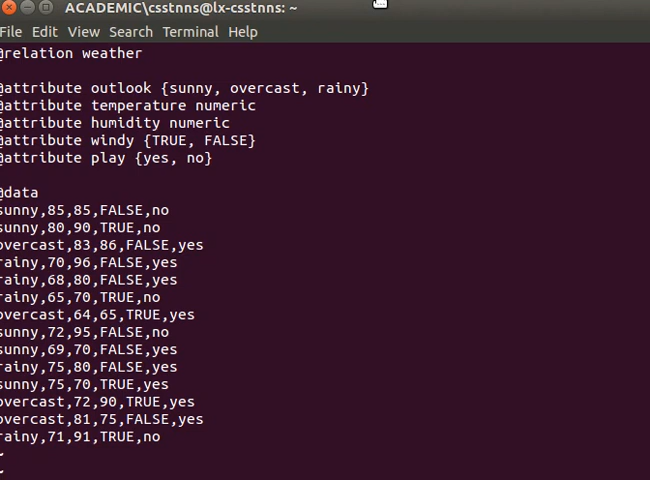 ACADEMIC\csstnns@lx-csstnns: ~
File Edit View Search Terminal Help
@relation weather
@attribute outlook {sunny, overcast, rainy}
@attribute temperature numeric
@attribute humidity numeric
@attribute windy {TRUE, FALSE}
@attribute play {yes, no}
@data
sunny,85,85,FALSE,no
sunny,80,90,TRUE,no
overcast,83,86,FALSE,yes
rainy,70,96,FALSE,yes
rainy,68,80,FALSE,yes
rainy,65,70,TRUE,no
overcast,64,65,TRUE,yes
sunny,72,95,FALSE,no
sunny,69,70,FALSE,yes
rainy,75,80,FALSE,yes
sunny,75,70,TRUE,yes
overcast,72,90,TRUE,yes
overcast,81,75,FALSE,yes
rainy,71,91,TRUE,no
~
~